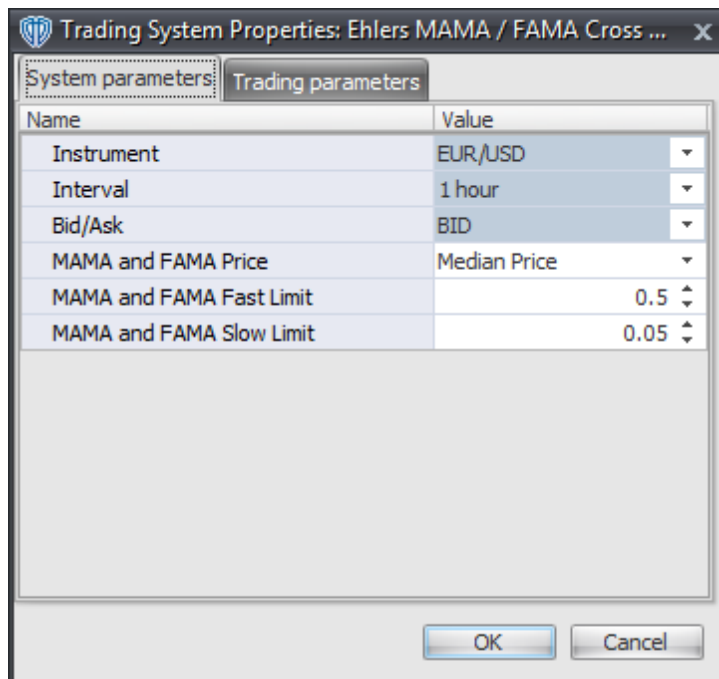 Trading System Properties: Ehlers MAMA / FAMA Cross ...
System parameters Trading parameters
Name Value
Instrument EUR/USD
Interval 1 hour
Bid/Ask BID
MAMA and FAMA Price Median Price
MAMA and FAMA Fast Limit 0.5
MAMA and FAMA Slow Limit 0.05
OK Cancel